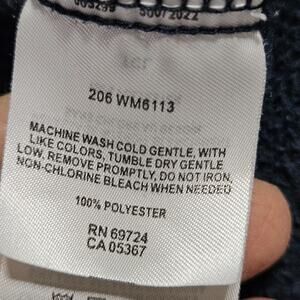 206 WM6113
MACHINE WASH COLD GENTLE, WITH
LIKE COLORS, TUMBLE DRY GENTLE
LOW, REMOVE PROMPTLY, DO NOT IRON,
NON-CHLORINE BLEACH WHEN NEEDED
100% POLYESTER
RN 69724
CA 05367